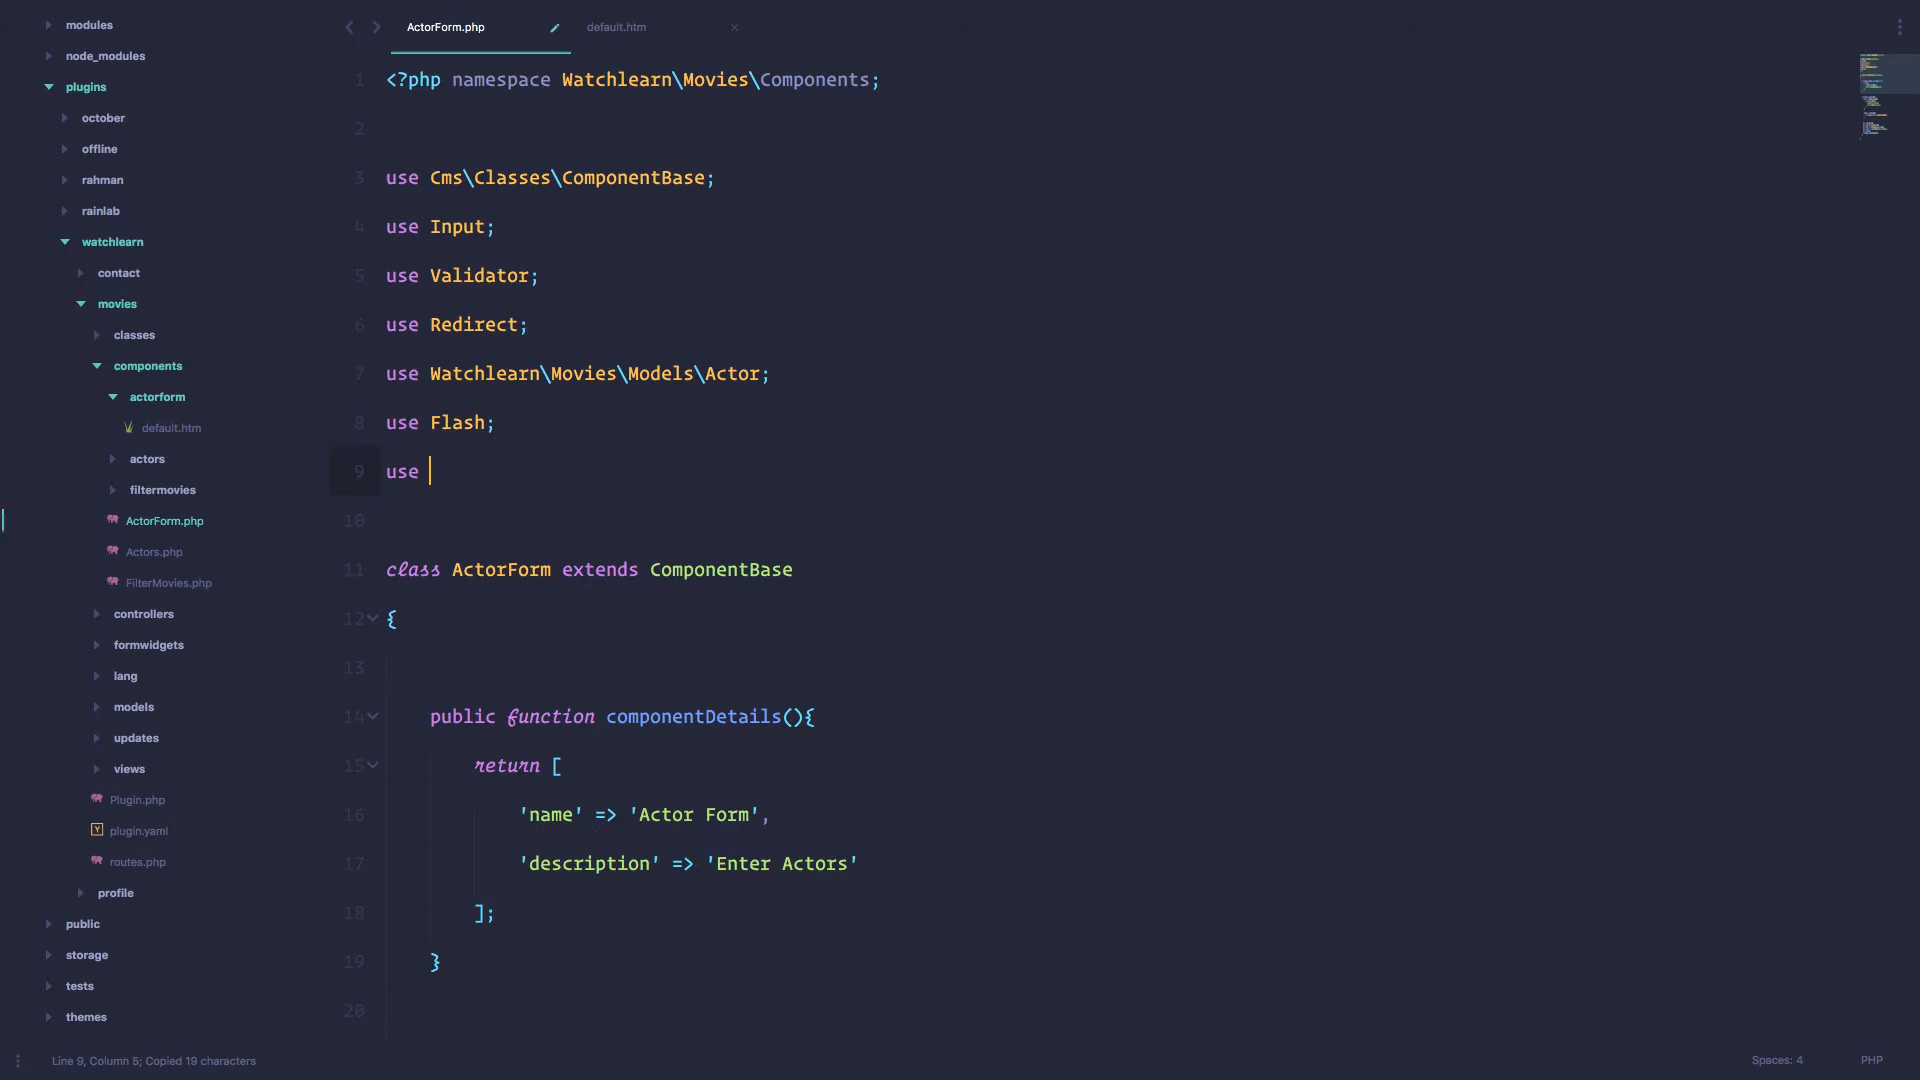 modules
node_modules
plugins
october
offline
rahman
rainlab
watchlearn
contact
movies
classes
components
actorform
default.htm
actors
filtermovies
ActorForm.php
Actors.php
FilterMovies.php
controllers
formwidgets
lang
models
updates
views
Plugin.php
Y plugin.yaml
routes.php
profile
public
storage
tests
themes
ActorForm.php default.htm
1 <?php namespace Watchlearn\Movies\Components;
2
3 use Cms\Classes\ComponentBase;
4 use Input;
5 use Validator;
6 use Redirect;
7 use Watchlearn\Movies\Models\Actor;
8 use Flash;
9 use
10
11 class ActorForm extends ComponentBase
12 {
13
14 public function componentDetails(){
15 return [
16 'name' => 'Actor Form',
17 'description' => 'Enter Actors'
18 ];
19 }
20
Line 9, Column 5; Copied 19 characters
Spaces: 4 PHP